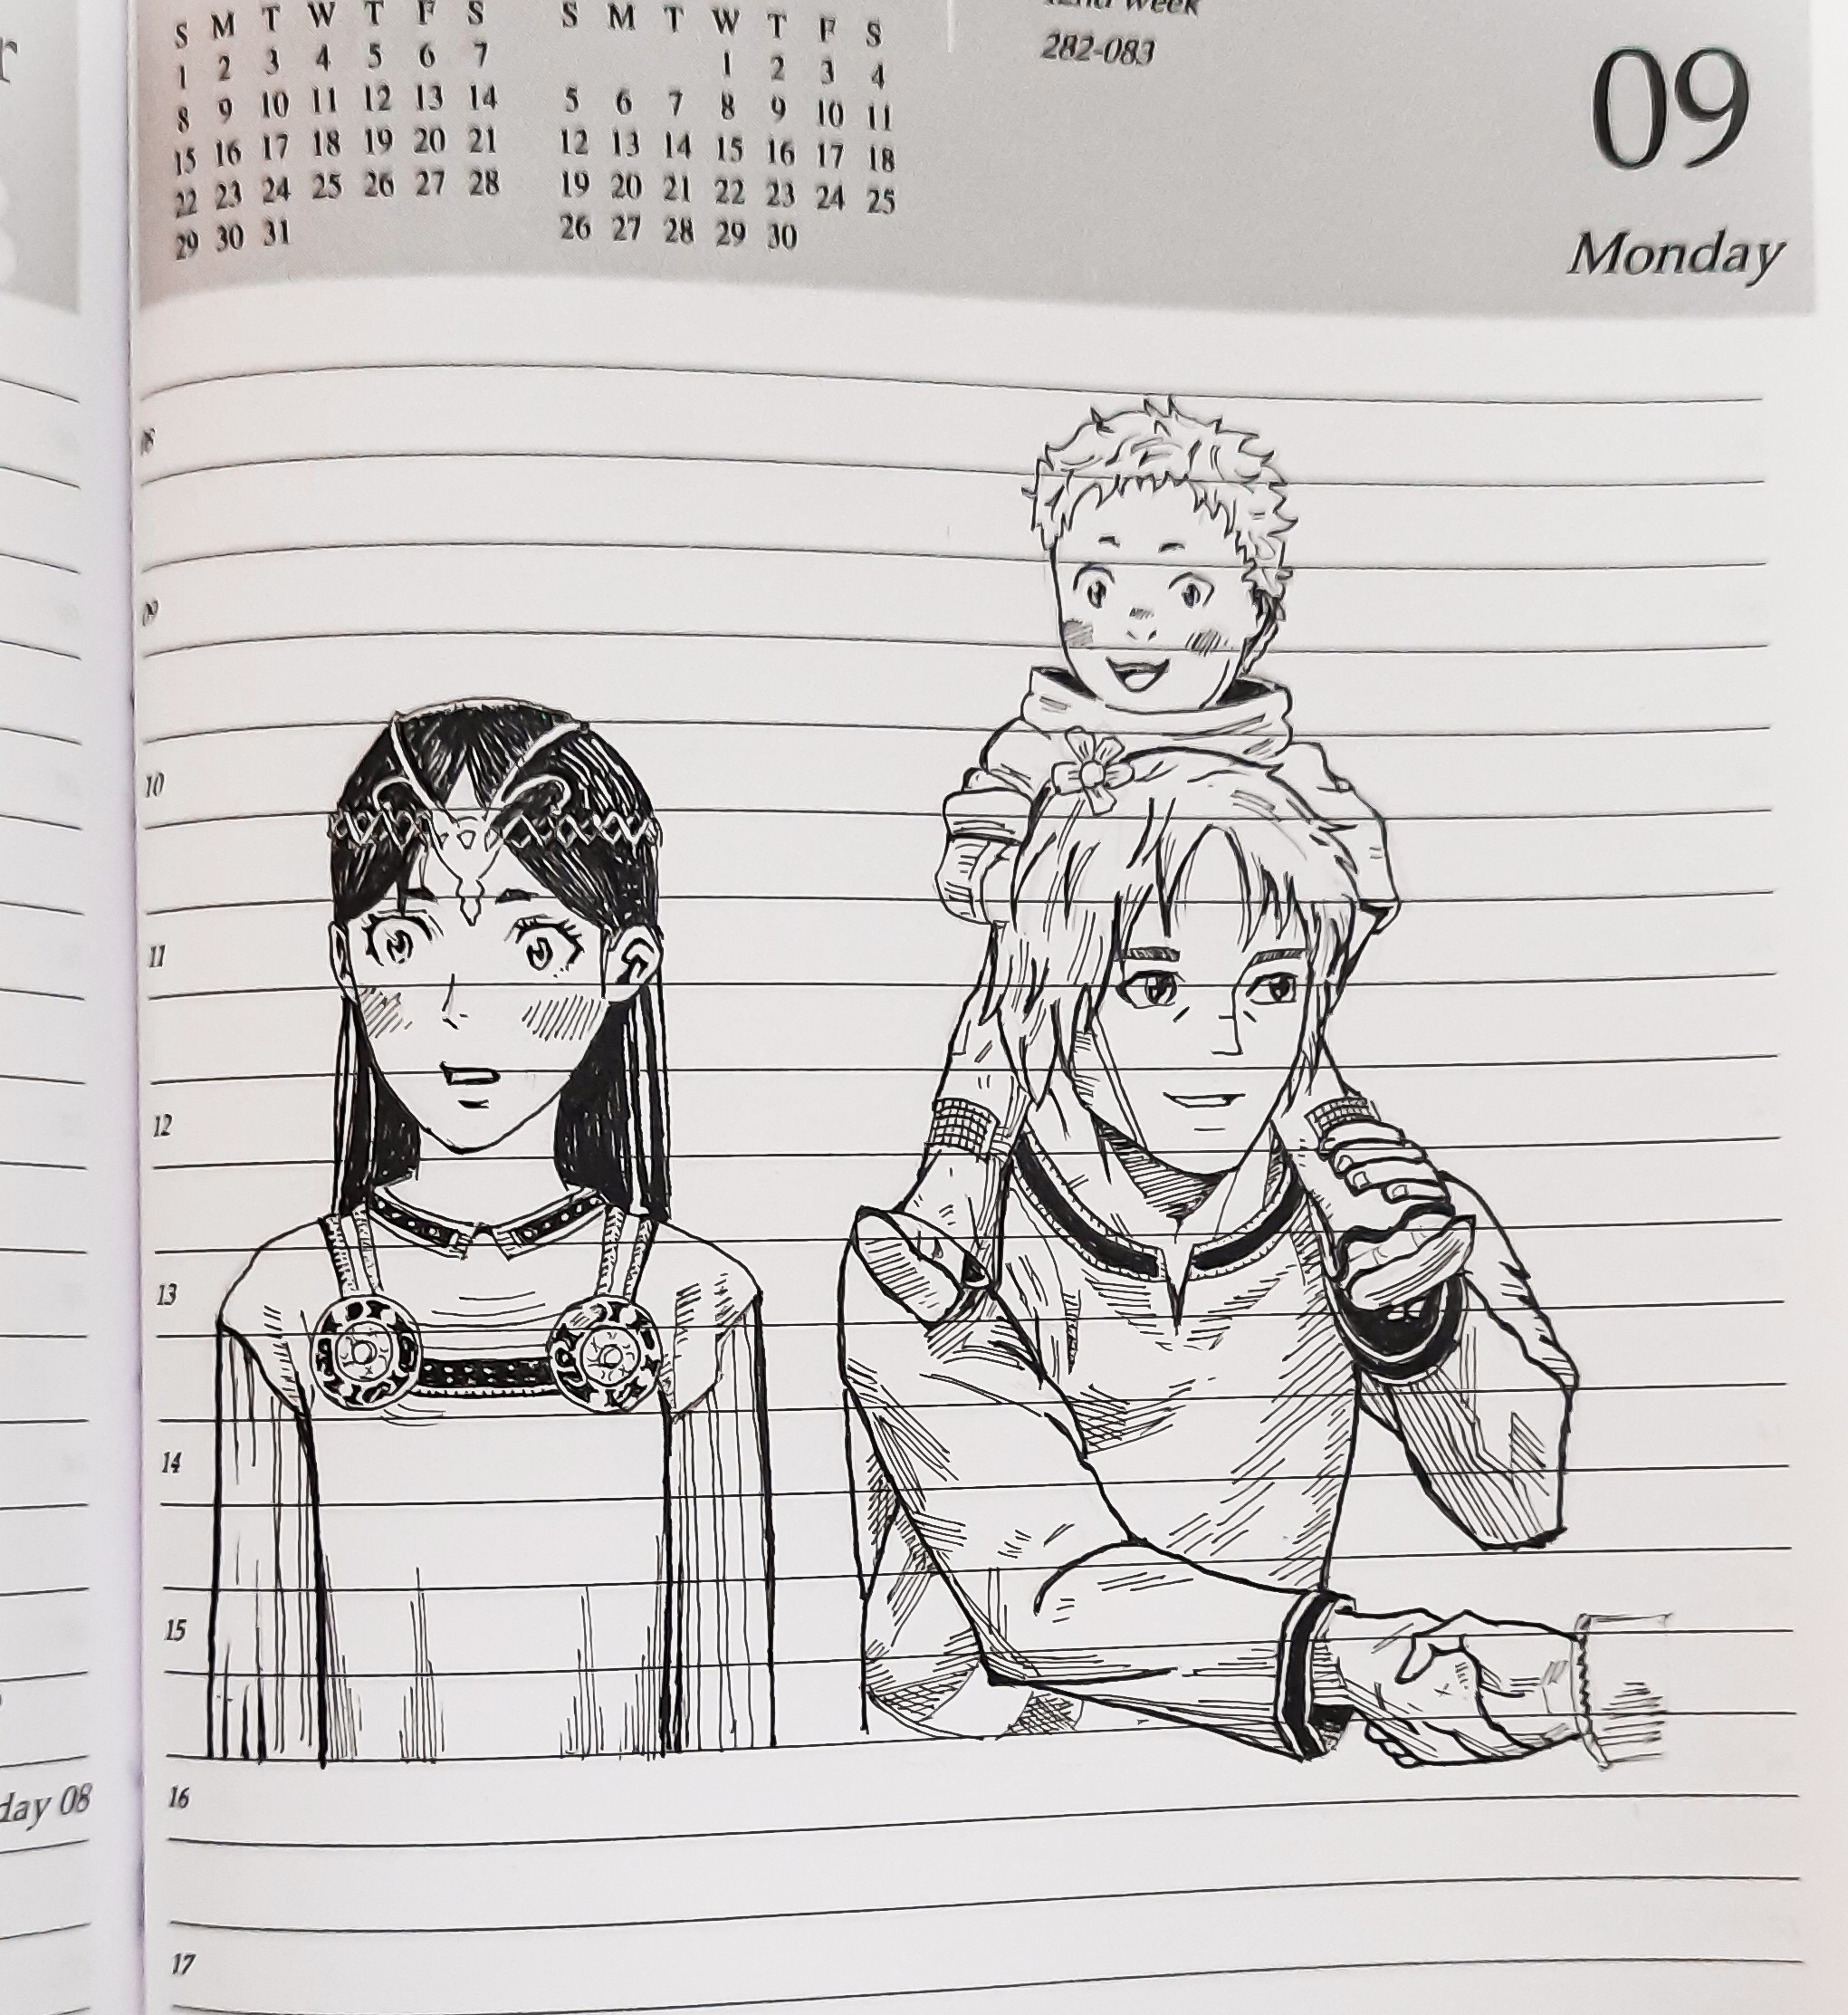 S M T W T F S
1 2 3 4 5 6 7
8 9 10 11 12 13 14
15 16 17 18 19 20 21
22 23 24 25 26 27 28
29 30 31
S M T W T F S
1 2 3 4
5 6 7 8 9 10 11
12 13 14 15 16 17 18
19 20 21 22 23 24 25
26 27 28 29 30
week
282-083
09
Monday
08
09
10
11
12
13
14
15
16
17
day 08